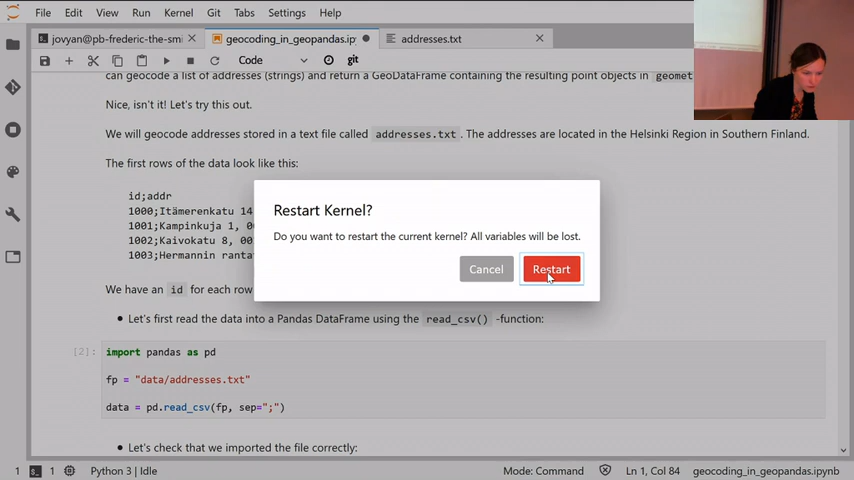 File Edit View Run Kernel Git Tabs Settings Help
jovyan@pb-frederic-the-smi geocoding_in_geopandas.ipy addresses.txt
Code git
can geocode a list of addresses (strings) and return a GeoDataFrame containing the resulting point objects in geomet
Nice, isn't it! Let's try this out.
We will geocode addresses stored in a text file called addresses.txt. The addresses are located in the Helsinki Region in Southern Finland.
The first rows of the data look like this:
id;addr
1000;Itämerenkatu 14
1001;Kampinkuja 1, 0
1002;Kaivokatu 8, 00
1003;Hermannin ranta
Restart Kernel?
Do you want to restart the current kernel? All variables will be lost.
Cancel Restart
We have an id for each row
• Let's first read the data into a Pandas DataFrame using the read_csv() -function:
[2]: import pandas as pd
fp = "data/addresses.txt"
data = pd.read_csv(fp, sep=";")
• Let's check that we imported the file correctly:
1 1 Python 3 | Idle Mode: Command Ln 1, Col 84 geocoding_in_geopandas.ipynb